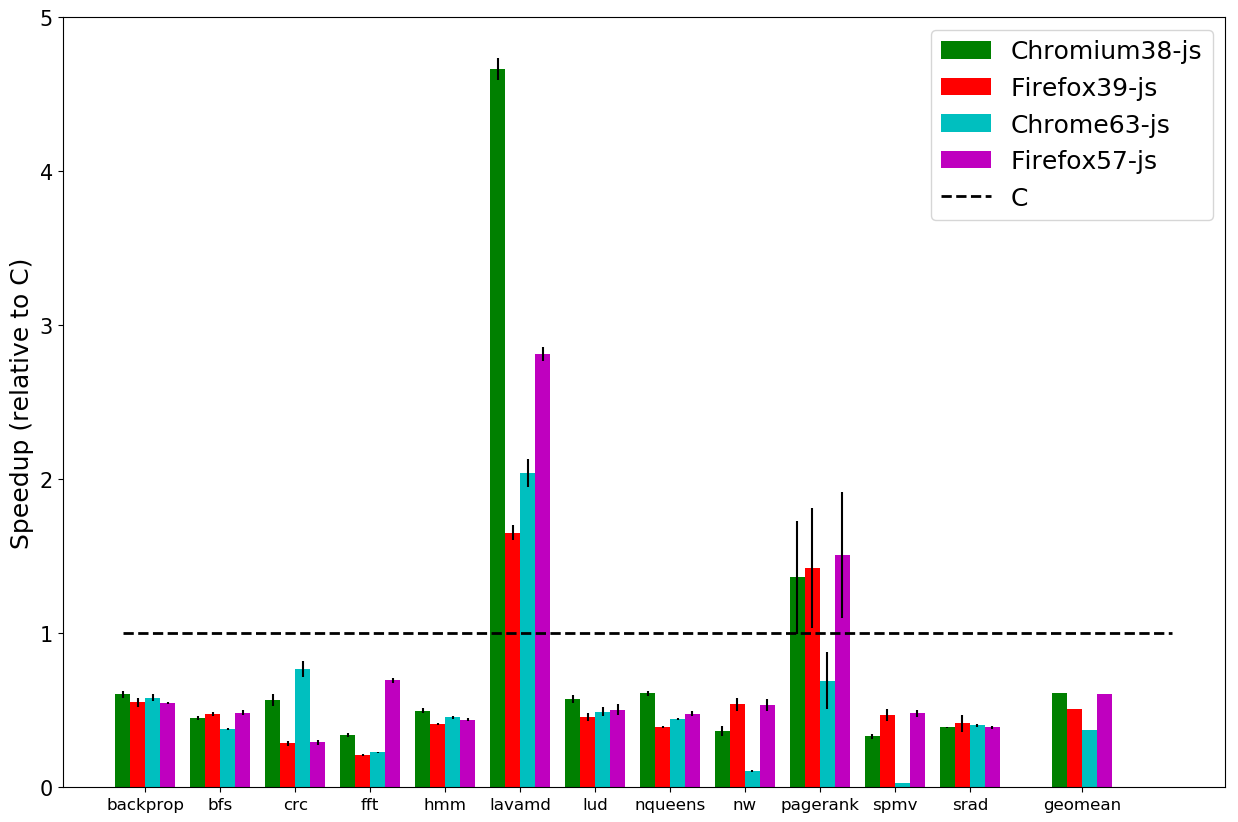 5
4
3
2
1
0
Speedup (relative to C)
Chromium38-js
Firefox39-js
Chrome63-js
Firefox57-js
C
backprop bfs crc fft hmm lavamd lud nqueens nw pagerank spmv srad geomean